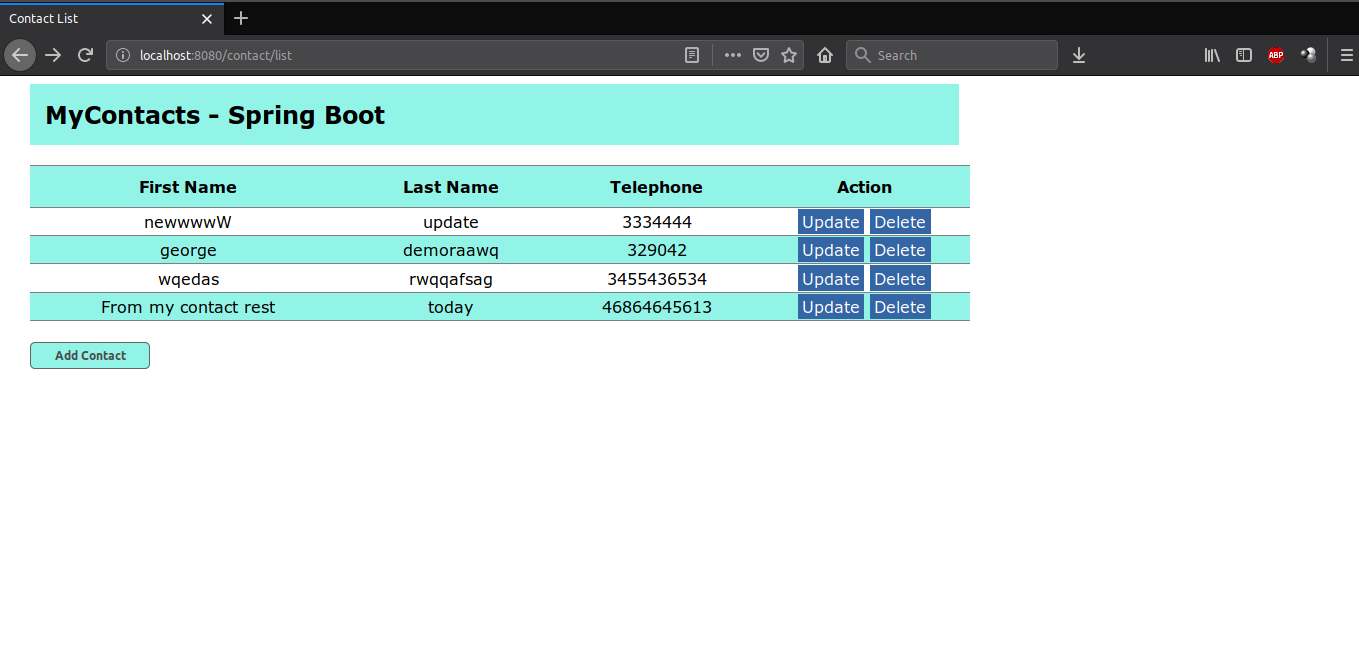 Contact List
localhost:8080/contact/list
Search
ABP
MyContacts - Spring Boot
First Name Last Name Telephone Action
newwwwW update 3334444 Update Delete
george demoraawq 329042 Update Delete
wqedas rwqqafsag 3455436534 Update Delete
From my contact rest today 46864645613 Update Delete
Add Contact